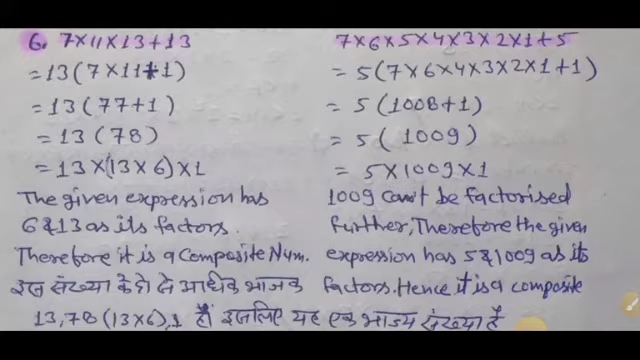 6. 7×11×13+13
=13(7×11+1)
=13(77+1)
=13(78)
=13×(13×6)×1
The given expression has
6&13 as its factors.
Therefore it is a Composite Num.
इस संख्या के दो से अधिक भाजक
13,78(13×6),1 हैं इसलिए यह एक भाज्य संख्या है
7×6×5×4×3×2×1+5
=5(7×6×4×3×2×1+1)
=5(1008+1)
=5(1009)
=5×1009×1
1009 can't be factorised
further, Therefore the given
expression has 5&1009 as its
factors. Hence it is a composite